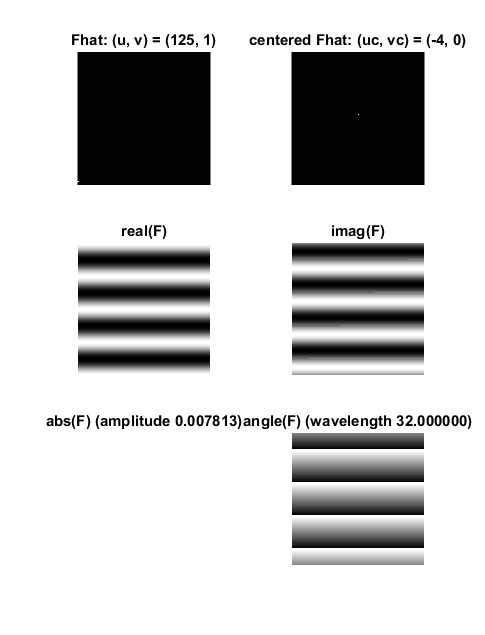 Fhat: (u, v) = (125, 1)
centered Fhat: (uc, vc) = (-4, 0)
real(F)
imag(F)
abs(F) (amplitude 0.007813)
angle(F) (wavelength 32.000000)